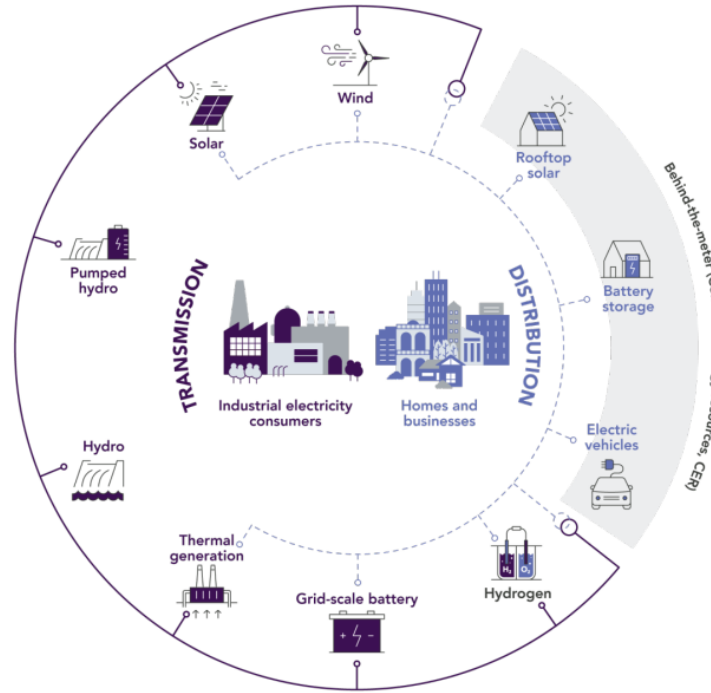 Wind
Solar
Rooftop
solar
Pumped
hydro
TRANSMISSION
DISTRIBUTION
Battery
storage
Behind-the-meter
Industrial electricity
consumers
Homes and
businesses
Electric
vehicles
CER)
Hydro
Thermal
generation
Grid-scale battery
+ -
H₂ O₂
Hydrogen